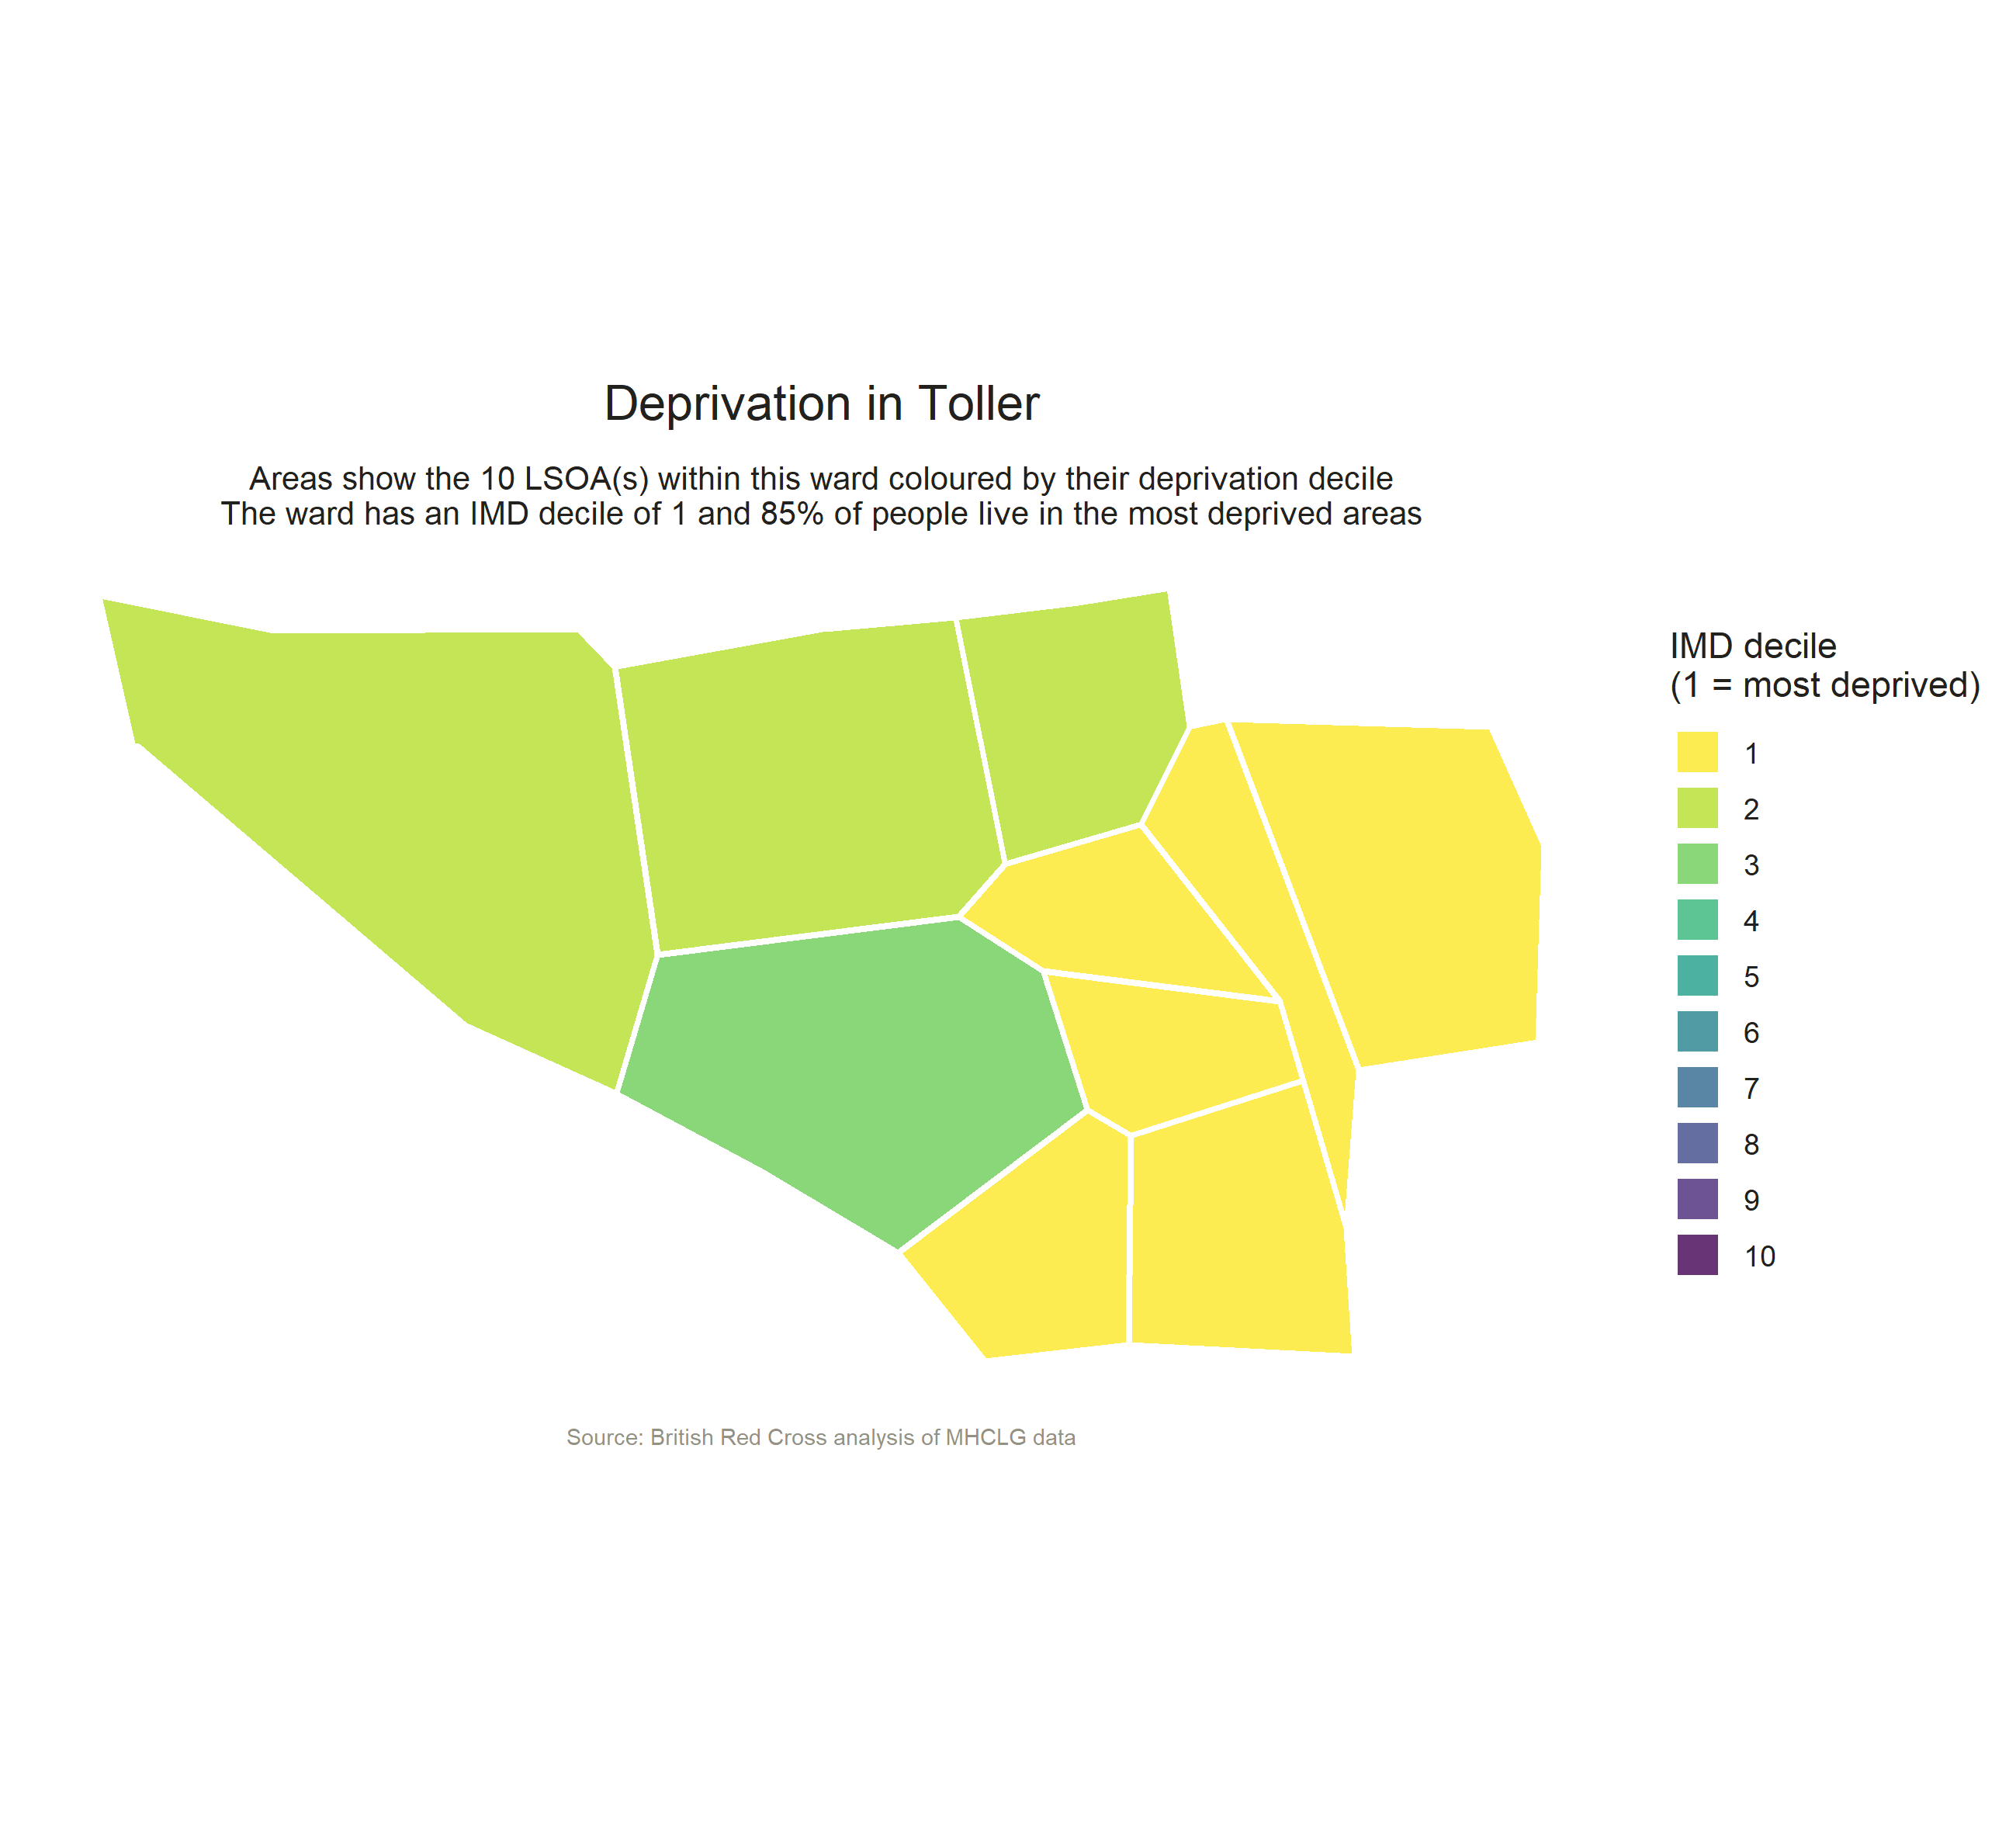 Deprivation in Toller
Areas show the 10 LSOA(s) within this ward coloured by their deprivation decile
The ward has an IMD decile of 1 and 85% of people live in the most deprived areas
IMD decile
(1 = most deprived)
1
2
3
4
5
6
7
8
9
10
Source: British Red Cross analysis of MHCLG data